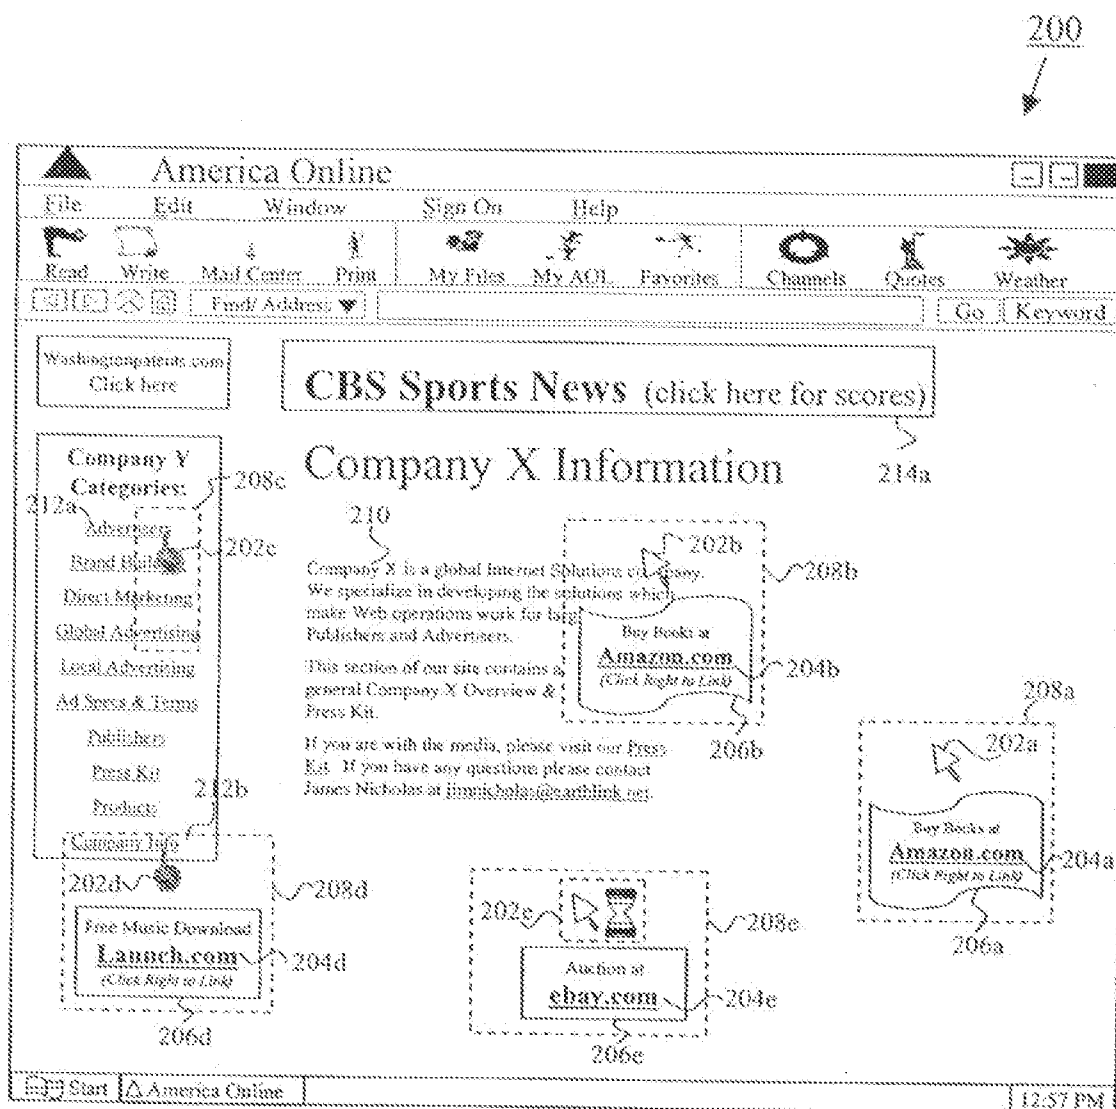 200
America Online
File Edit Window Sign On Help
Read Write Mail Center Print My Files My AOL Favorites Channels Quotes Weather
Find/ Address Go Keyword
Washingtonpatents.com
Click here
CBS Sports News (click here for scores)
214a
Company Y
Categories:
208c
212a
Advertisers
202c
Brand Building
Direct Marketing
Global Advertising
Local Advertising
Ad Specs & Terms
Publishers
Press Kit
212b
Products
Company Info
Company X Information
210
Company X is a global Internet Solutions company.
We specialize in developing the solutions which
make Web operations work for larg
Publishers and Advertisers.
This section of our site contains a
general Company X Overview &
Press Kit.
If you are with the media, please visit our Press
Kit. If you have any questions please contact
James Nicholas at jimnicholas@earthlink.net.
202b
208b
Buy Books at
Amazon.com
(Click Right to Link)
204b
206b
208a
202a
Buy Books at
Amazon.com
(Click Right to Link)
204a
206a
202d
208d
Free Music Download
Launch.com
(Click Right to Link)
204d
206d
202e
208e
Auction at
ebay.com
204e
206e
Start America Online 12:57 PM